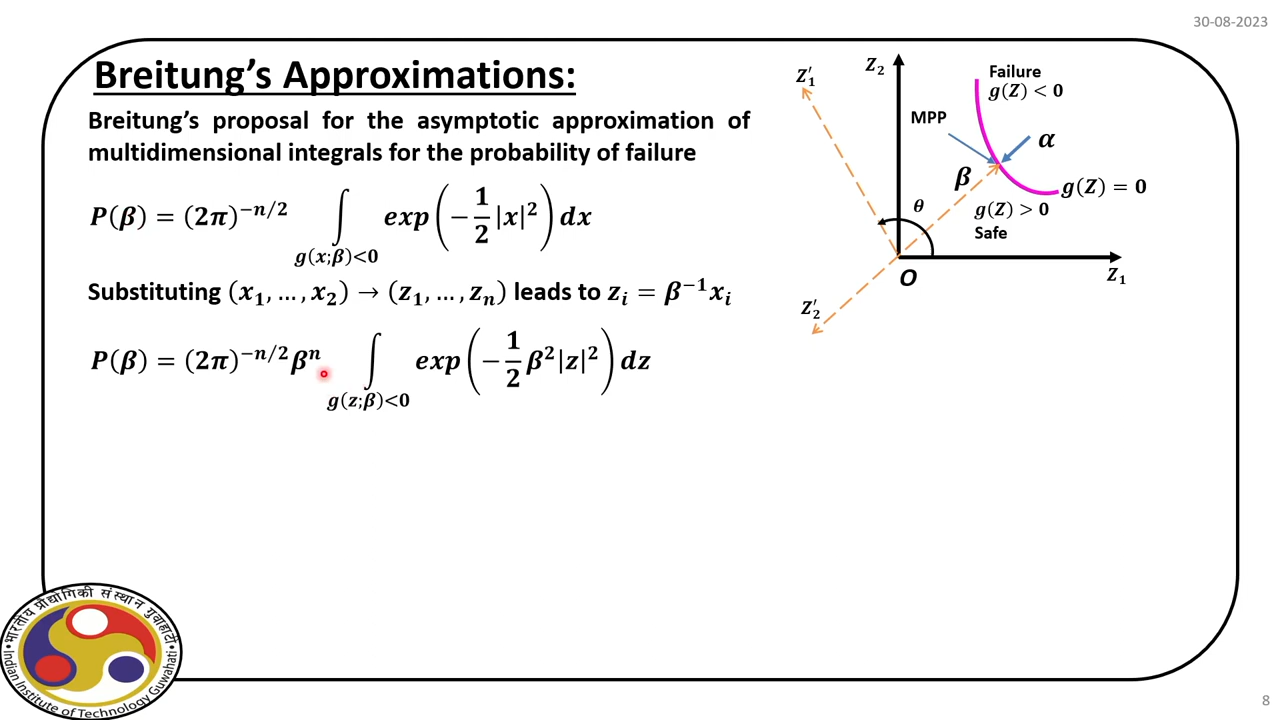 30-08-2023
Breitung’s Approximations:
Breitung’s proposal for the asymptotic approximation of
multidimensional integrals for the probability of failure
P(β) = (2π)^{-n/2} ∫_{g(x;β)<0} exp(-1/2 |x|^2) dx
Substituting (x_1, …, x_2) → (z_1, …, z_n) leads to z_i = β^{-1}x_i
P(β) = (2π)^{-n/2}β^n ∫_{g(z;β)<0} exp(-1/2 β^2|z|^2) dz
Z_1′
Z_2
Failure
g(Z) < 0
MPP
α
β
g(Z) = 0
θ
g(Z) > 0
Safe
O
Z_1
Z_2′
भारतीय प्रौद्योगिकी संस्थान गुवाहाटी
Indian Institute of Technology Guwahati
8